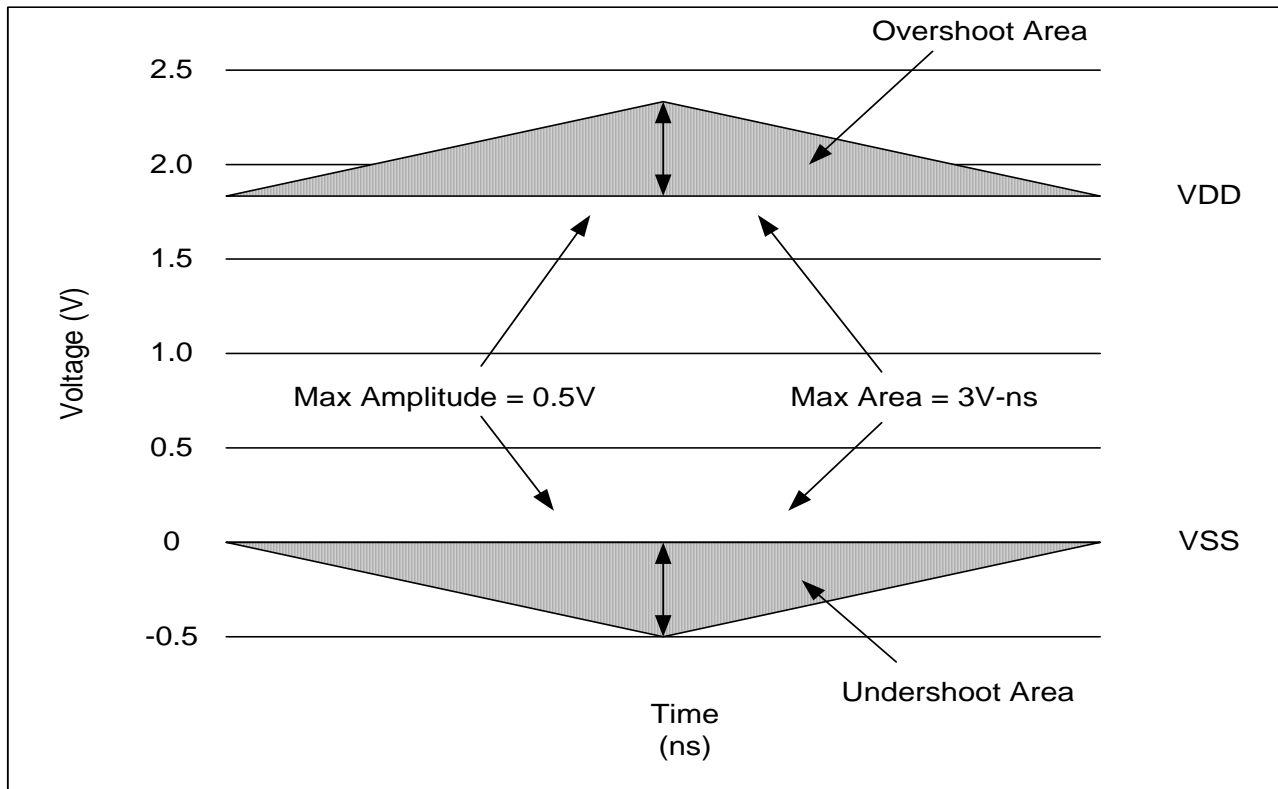 Overshoot Area
2.5
2.0
VDD
1.5
Voltage (V)
1.0
Max Amplitude = 0.5V
Max Area = 3V-ns
0.5
0
VSS
-0.5
Undershoot Area
Time
(ns)